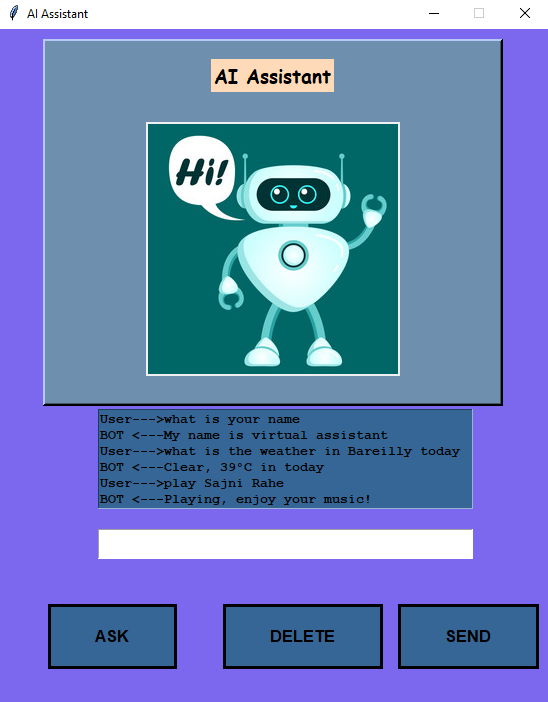 AI Assistant
AI Assistant
Hi!
User--->what is your name
BOT <---My name is virtual assistant
User--->what is the weather in Bareilly today
BOT <---Clear, 39°C in today
User--->play Sajni Rahe
BOT <---Playing, enjoy your music!
ASK
DELETE
SEND